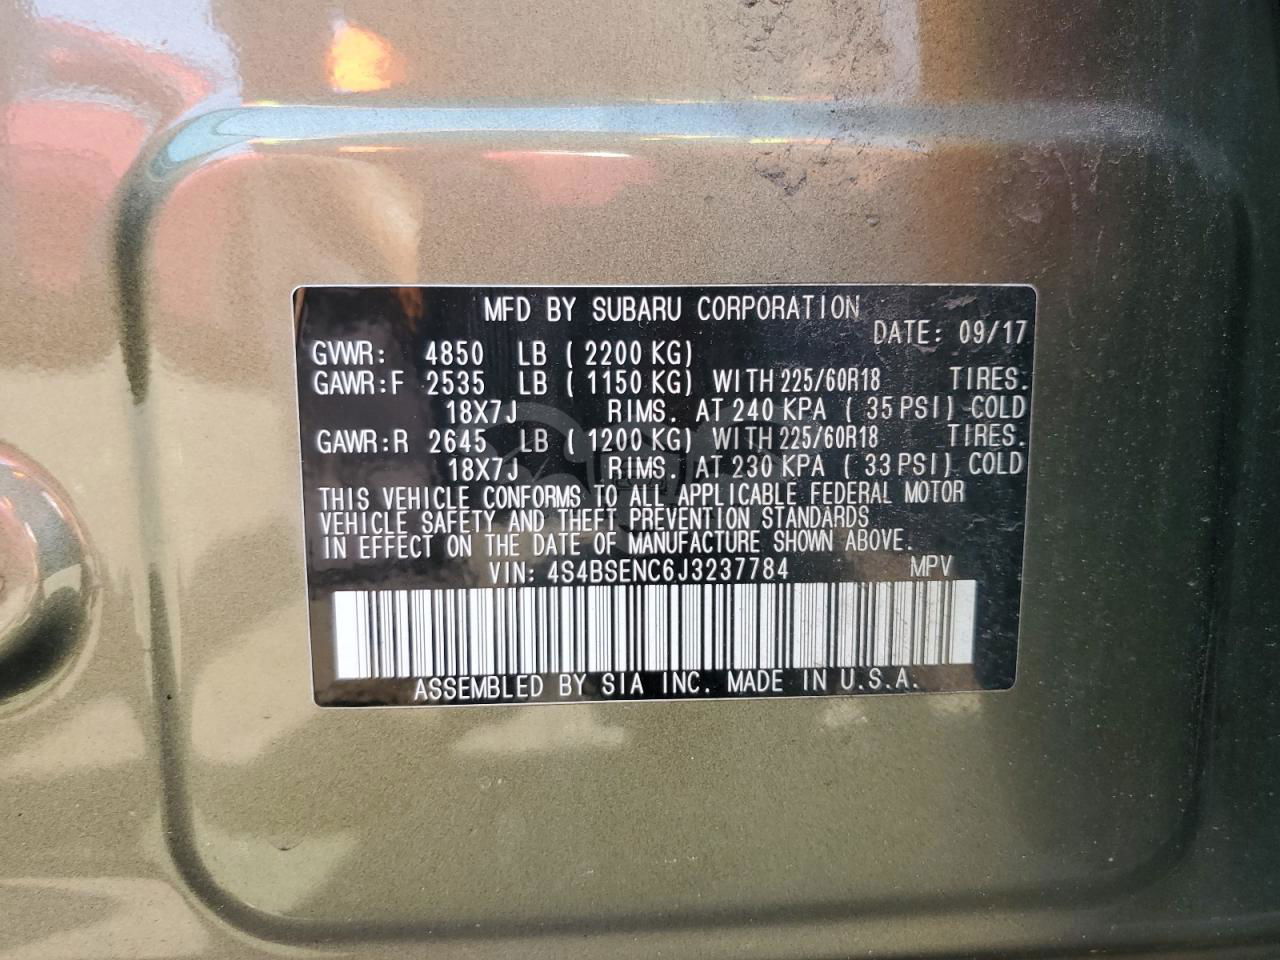 MFD BY SUBARU CORPORATION
DATE: 09/17
GVWR: 4850 LB (2200 KG)
GAWR:F 2535 LB (1150 KG) WITH 225/60R18 TIRES.
18X7J RIMS. AT 240 KPA (35 PSI) COLD
GAWR:R 2645 LB (1200 KG) WITH 225/60R18 TIRES.
18X7J RIMS. AT 230 KPA (33 PSI) COLD
THIS VEHICLE CONFORMS TO ALL APPLICABLE FEDERAL MOTOR
VEHICLE SAFETY AND THEFT PREVENTION STANDARDS
IN EFFECT ON THE DATE OF MANUFACTURE SHOWN ABOVE.
VIN: 4S4BSENC6J3237784 MPV
ASSEMBLED BY SIA INC. MADE IN U.S.A.